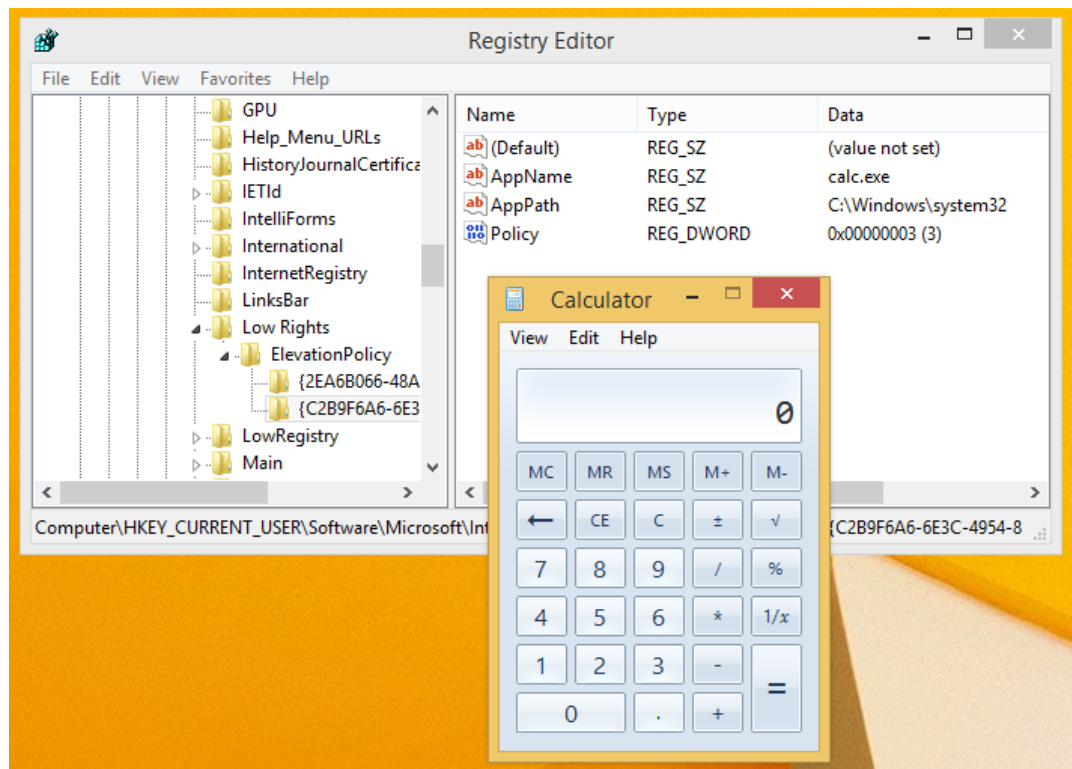 Registry Editor
File Edit View Favorites Help
GPU
Help_Menu_URLs
HistoryJournalCertifica
IETId
IntelliForms
International
InternetRegistry
LinksBar
Low Rights
ElevationPolicy
{2EA6B066-48A
{C2B9F6A6-6E3
LowRegistry
Main
Name Type Data
(Default) REG_SZ (value not set)
AppName REG_SZ calc.exe
AppPath REG_SZ C:\Windows\system32
Policy REG_DWORD 0x00000003 (3)
Computer\HKEY_CURRENT_USER\Software\Microsoft\Int {C2B9F6A6-6E3C-4954-8
Calculator
View Edit Help
0
MC MR MS M+ M-
← CE C ± √
7 8 9 / %
4 5 6 * 1/x
1 2 3 - =
0 . +